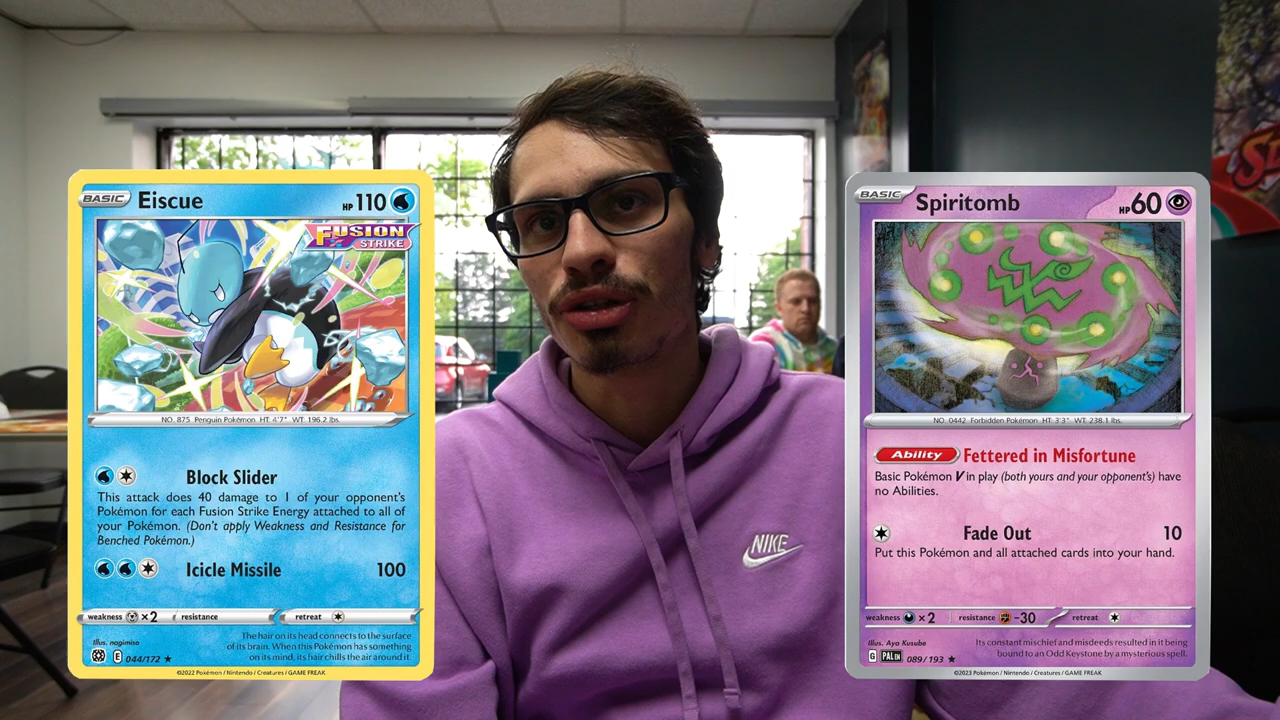 BASIC Eiscue HP 110
FUSION
STRIKE
NO. 875 Penguin Pokémon HT: 4'7" WT: 196.2 lbs.
Block Slider
This attack does 40 damage to 1 of your opponent's
Pokémon for each Fusion Strike Energy attached to all of
your Pokémon. (Don't apply Weakness and Resistance for
Benched Pokémon.)
Icicle Missile 100
weakness ×2 resistance retreat
Illus. nagimiso
The hair on its head connects to the surface
of its brain. When this Pokémon has something
on its mind, its hair chills the air around it.
E 044/172 ★
©2022 Pokémon / Nintendo / Creatures / GAME FREAK
NIKE
BASIC Spiritomb HP 60
NO. 0442 Forbidden Pokémon HT: 3'3" WT: 238.1 lbs.
Ability Fettered in Misfortune
Basic Pokémon V in play (both yours and your opponent's) have
no Abilities.
Fade Out 10
Put this Pokémon and all attached cards into your hand.
weakness ×2 resistance -30 retreat
Illus. Aya Kusube
Its constant mischief and misdeeds resulted in it being
bound to an Odd Keystone by a mysterious spell.
G PAL EN 089/193 ★
©2023 Pokémon / Nintendo / Creatures / GAME FREAK